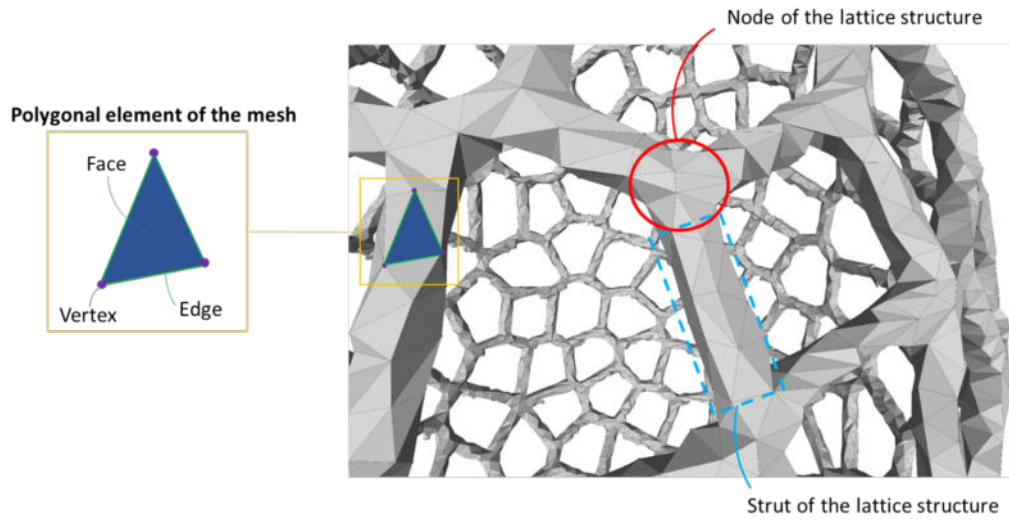 Node of the lattice structure
Polygonal element of the mesh
Face
Vertex
Edge
Strut of the lattice structure